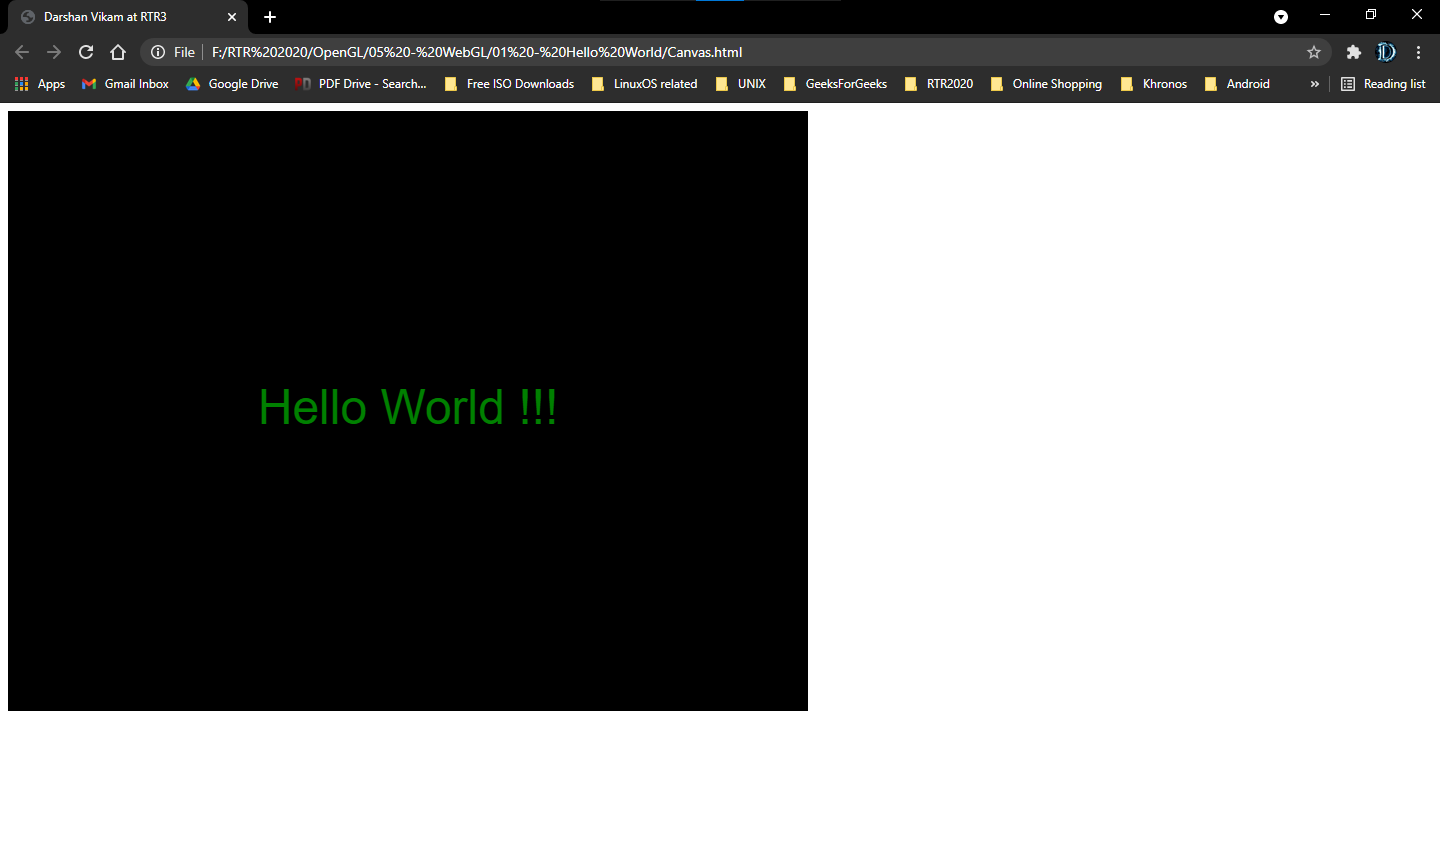 Darshan Vikam at RTR3
File F:/RTR%202020/OpenGL/05%20-%20WebGL/01%20-%20Hello%20World/Canvas.html
Apps Gmail Inbox Google Drive PDF Drive - Search... Free ISO Downloads LinuxOS related UNIX GeeksForGeeks RTR2020 Online Shopping Khronos Android » Reading list
Hello World !!!